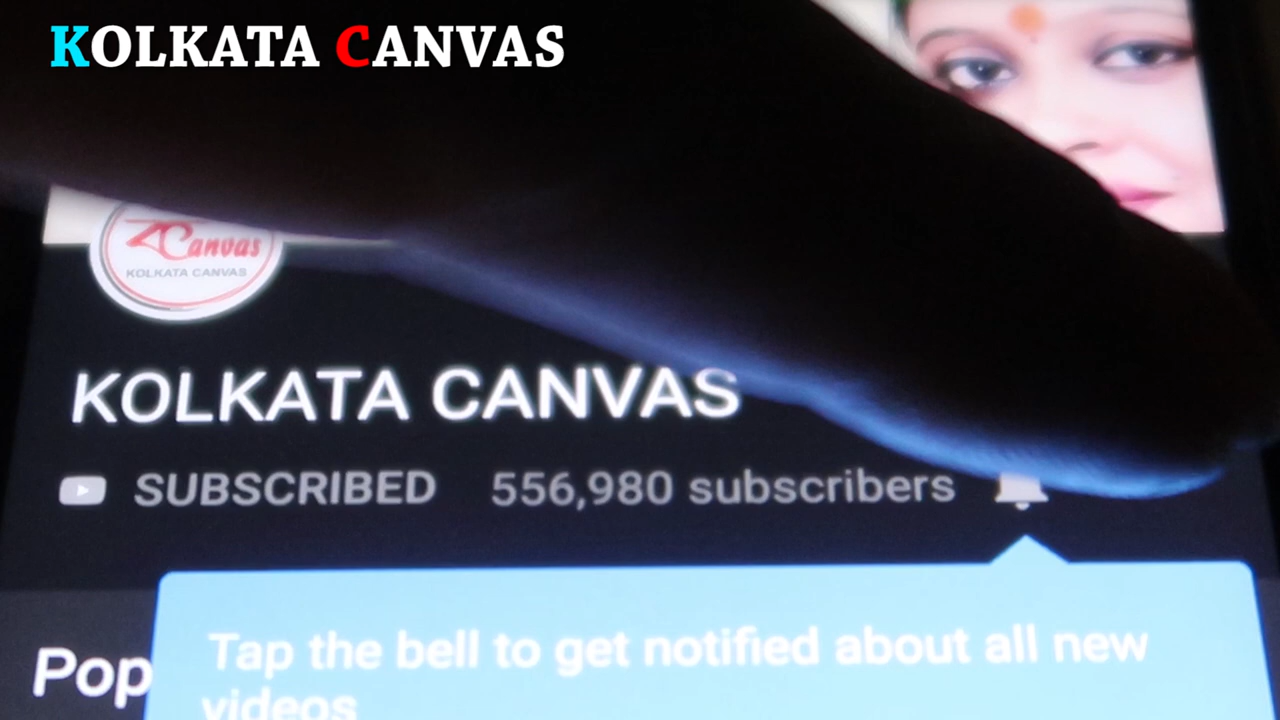 KOLKATA CANVAS
Canvas
KOLKATA CANVAS
KOLKATA CANVAS
SUBSCRIBED 556,980 subscribers
Tap the bell to get notified about all new
videos
Pop